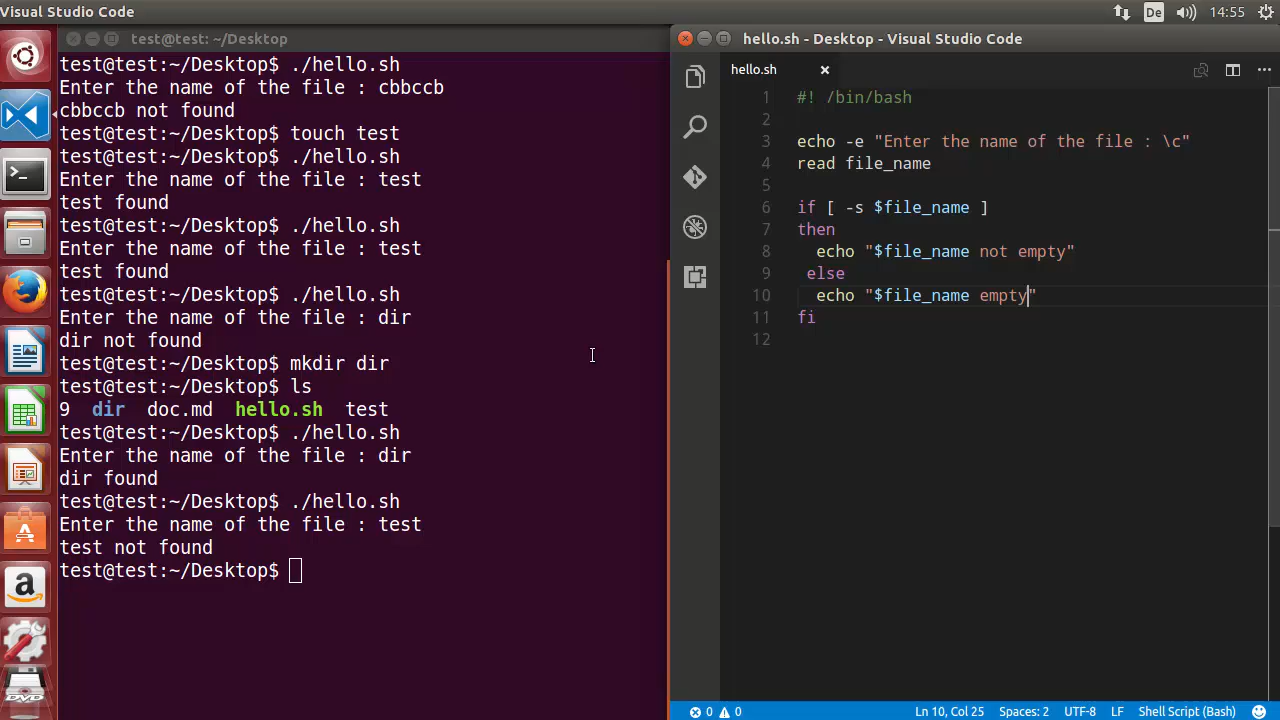 Visual Studio Code
De
14:55
test@test: ~/Desktop
test@test:~/Desktop$ ./hello.sh
Enter the name of the file : cbbccb
cbbccb not found
test@test:~/Desktop$ touch test
test@test:~/Desktop$ ./hello.sh
Enter the name of the file : test
test found
test@test:~/Desktop$ ./hello.sh
Enter the name of the file : test
test found
test@test:~/Desktop$ ./hello.sh
Enter the name of the file : dir
dir not found
test@test:~/Desktop$ mkdir dir
test@test:~/Desktop$ ls
9  dir  doc.md  hello.sh  test
test@test:~/Desktop$ ./hello.sh
Enter the name of the file : dir
dir found
test@test:~/Desktop$ ./hello.sh
Enter the name of the file : test
test not found
test@test:~/Desktop$
hello.sh - Desktop - Visual Studio Code
hello.sh
1 #! /bin/bash
2
3 echo -e "Enter the name of the file : \c"
4 read file_name
5
6 if [ -s $file_name ]
7 then
8   echo "$file_name not empty"
9  else
10   echo "$file_name empty"
11 fi
12
0 0
Ln 10, Col 25 Spaces: 2 UTF-8 LF Shell Script (Bash)
DVD